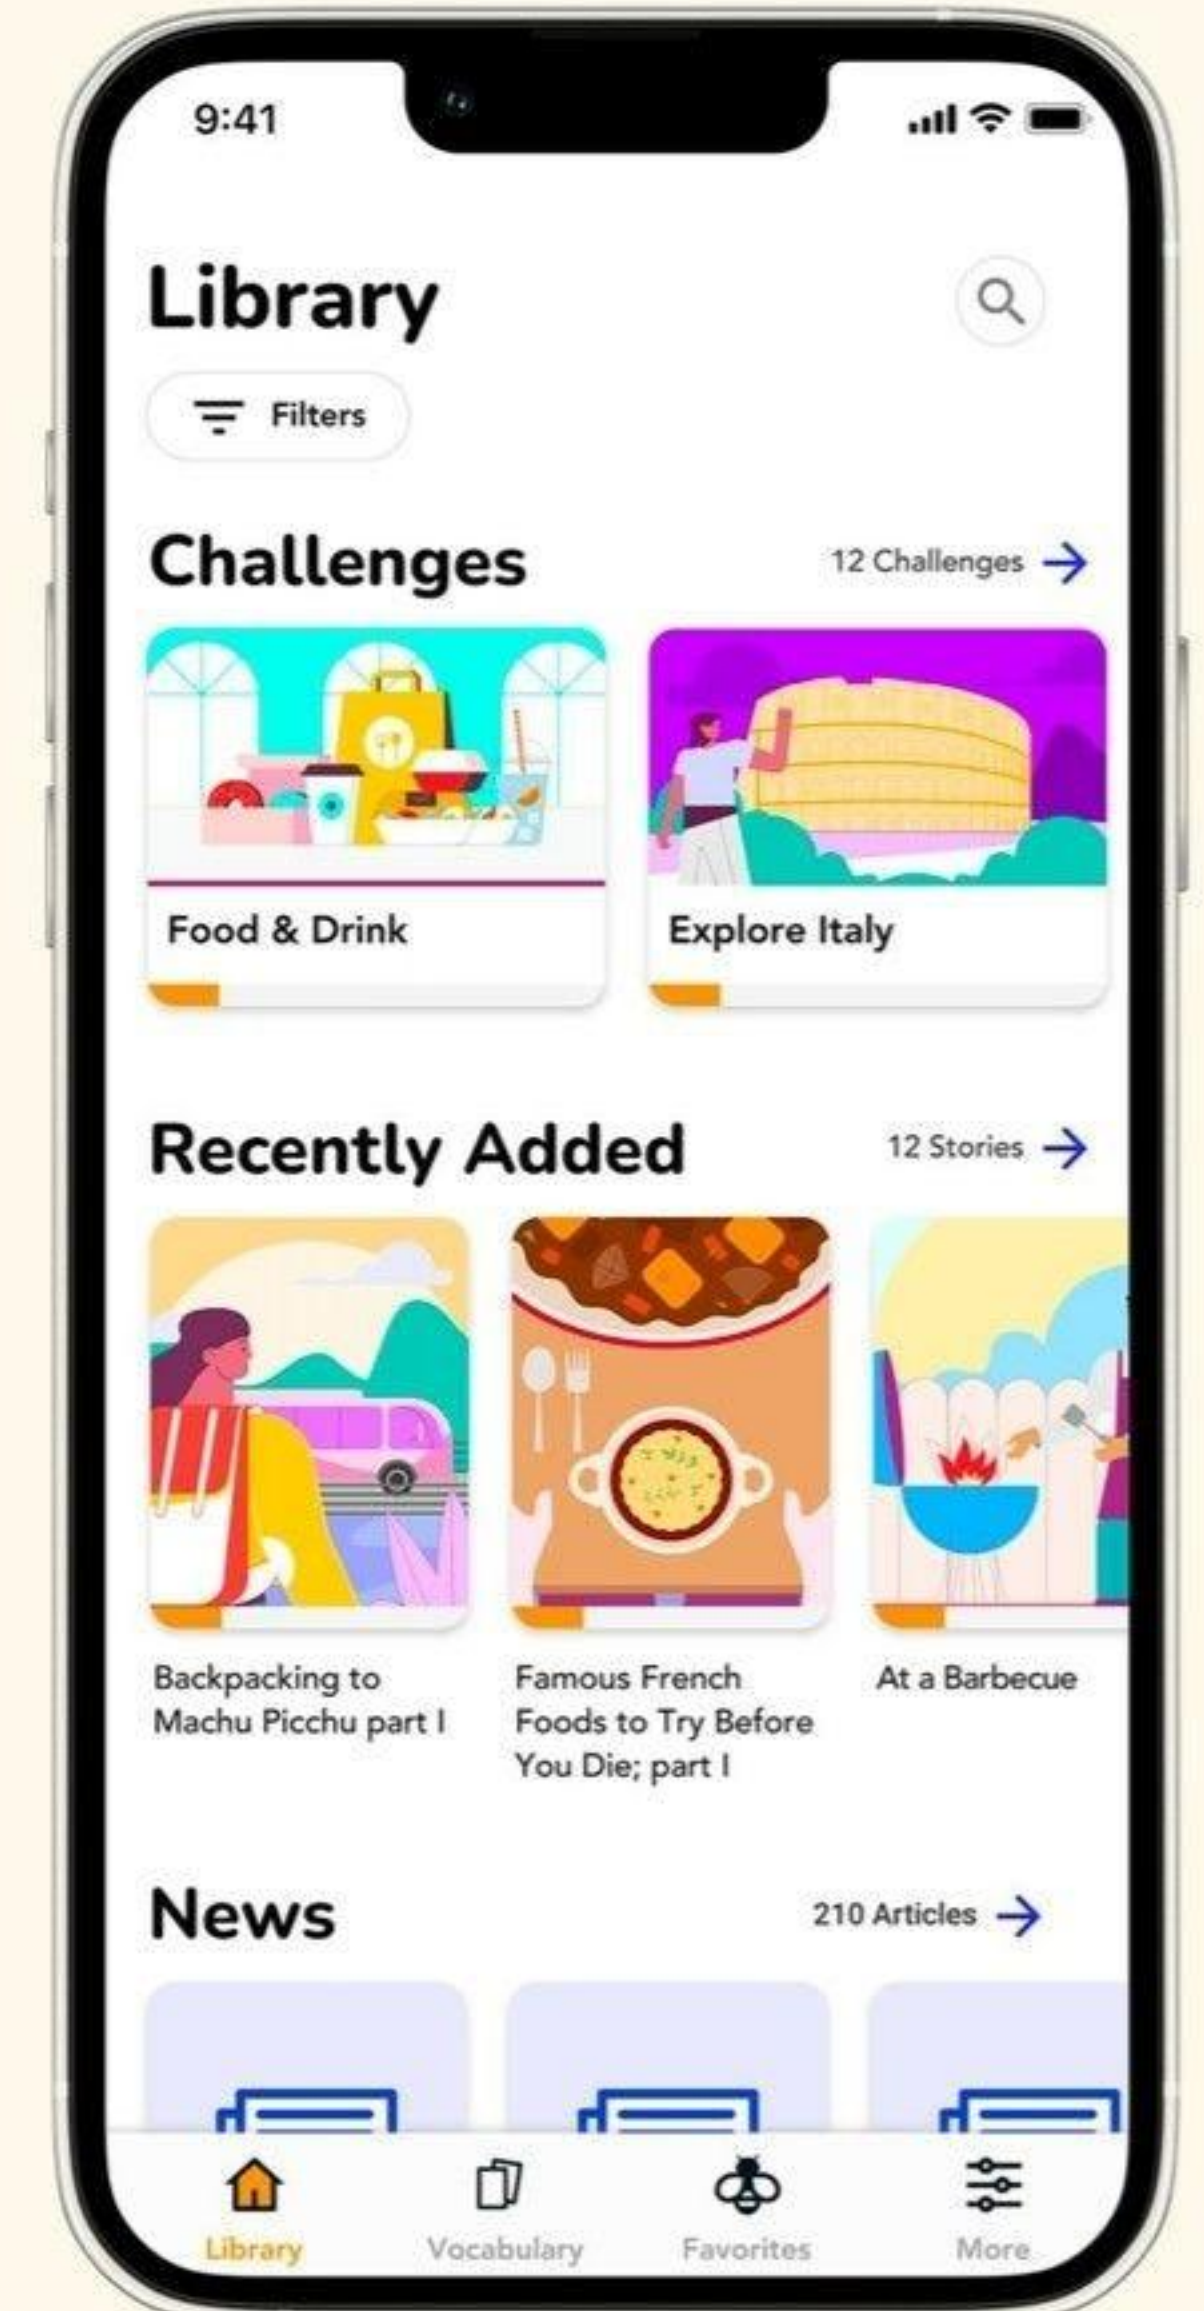 9:41
Library
Filters
Challenges
12 Challenges
Food & Drink
Explore Italy
Recently Added
12 Stories
Backpacking to
Machu Picchu part I
Famous French
Foods to Try Before
You Die; part I
At a Barbecue
News
210 Articles
Library
Vocabulary
Favorites
More